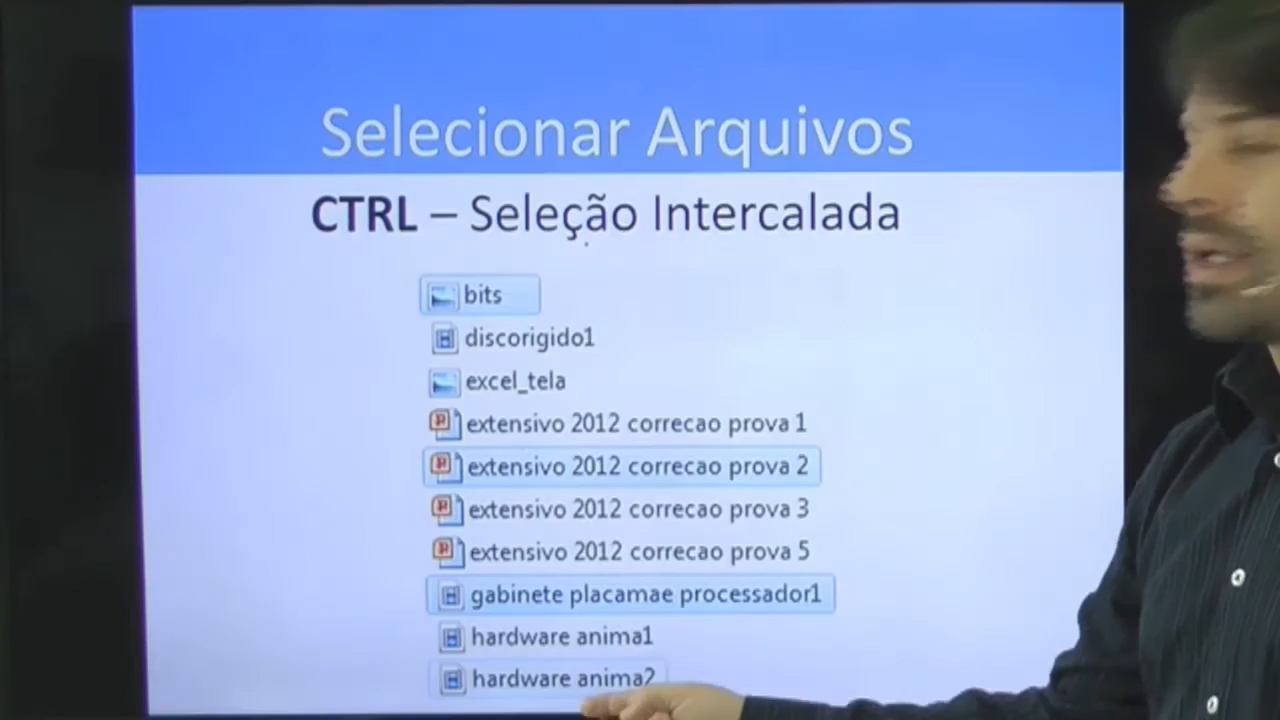 Selecionar Arquivos
CTRL – Seleção Intercalada
bits
discorigido1
excel_tela
extensivo 2012 correcao prova 1
extensivo 2012 correcao prova 2
extensivo 2012 correcao prova 3
extensivo 2012 correcao prova 5
gabinete placamae processador1
hardware anima1
hardware anima2